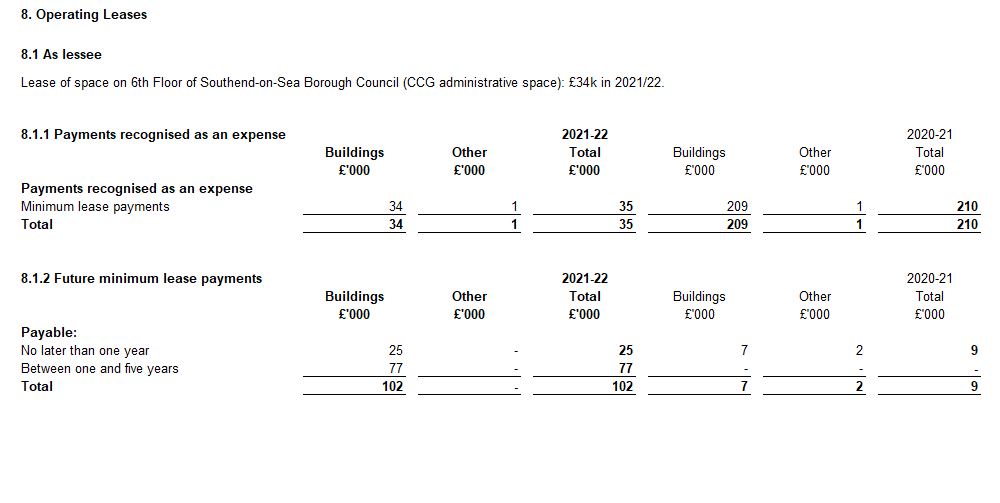 8. Operating Leases
8.1 As lessee
Lease of space on 6th Floor of Southend-on-Sea Borough Council (CCG administrative space): £34k in 2021/22.
8.1.1 Payments recognised as an expense 2021-22 2020-21
Buildings Other Total Buildings Other Total
£'000 £'000 £'000 £'000 £'000 £'000
Payments recognised as an expense
Minimum lease payments 34 1 35 209 1 210
Total 34 1 35 209 1 210
8.1.2 Future minimum lease payments 2021-22 2020-21
Buildings Other Total Buildings Other Total
£'000 £'000 £'000 £'000 £'000 £'000
Payable:
No later than one year 25 - 25 7 2 9
Between one and five years 77 - 77 - - -
Total 102 - 102 7 2 9